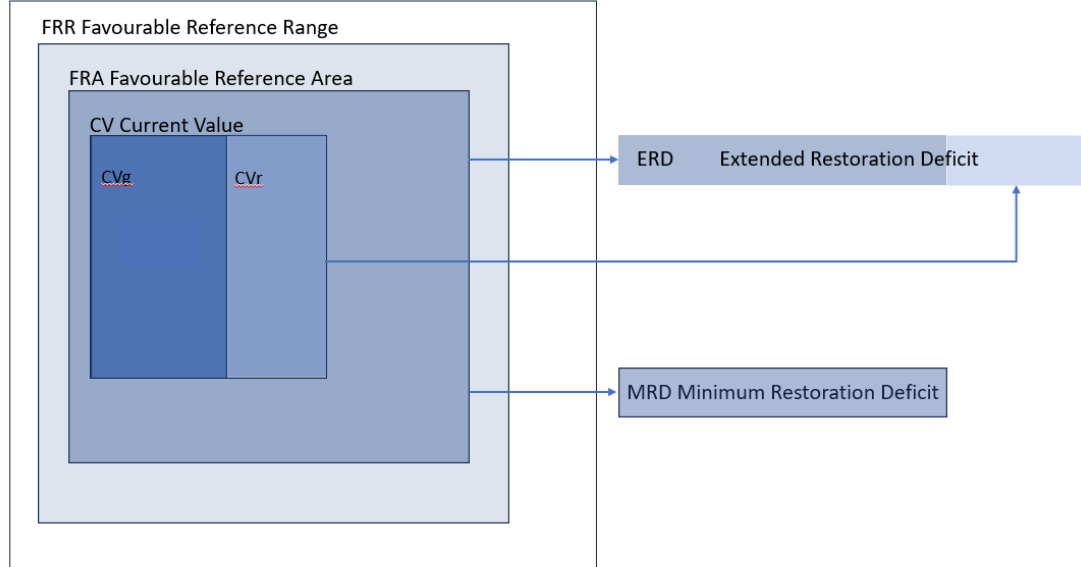 FRR Favourable Reference Range
FRA Favourable Reference Area
CV Current Value
CVg
CVr
ERD Extended Restoration Deficit
MRD Minimum Restoration Deficit